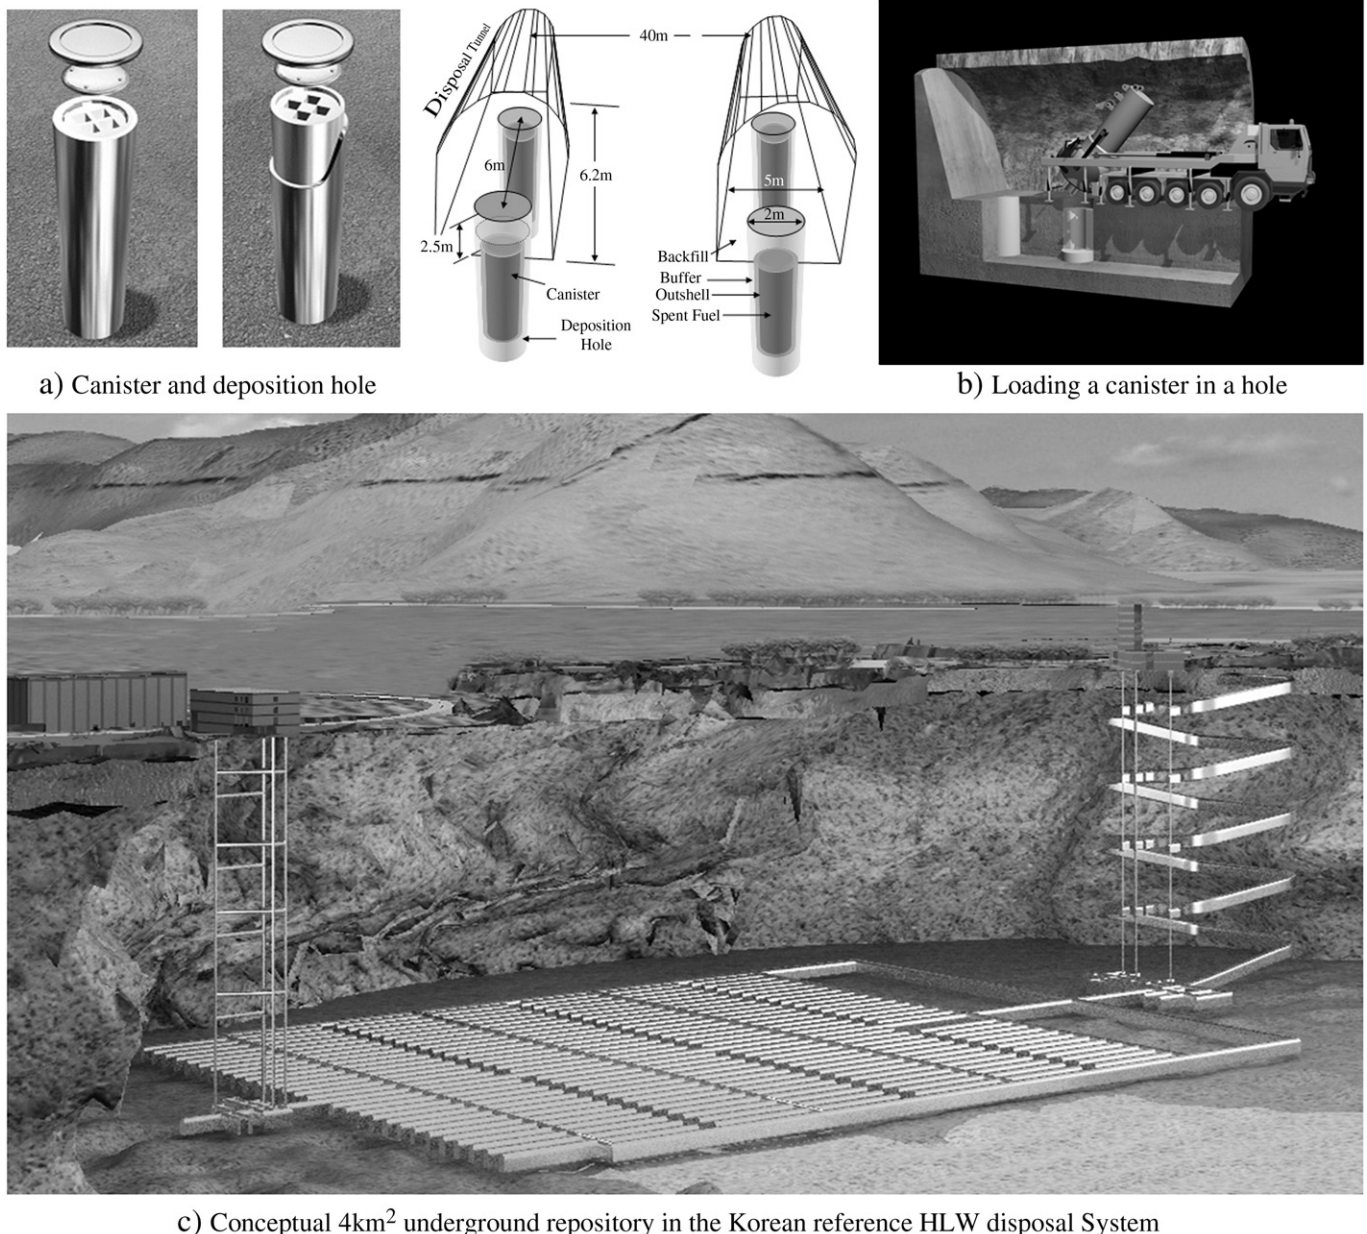 Disposal Tunnel
40m
6m
6.2m
2.5m
Canister
Deposition
Hole
5m
2m
Backfill
Buffer
Outshell
Spent Fuel
a) Canister and deposition hole
b) Loading a canister in a hole
c) Conceptual 4km² underground repository in the Korean reference HLW disposal System